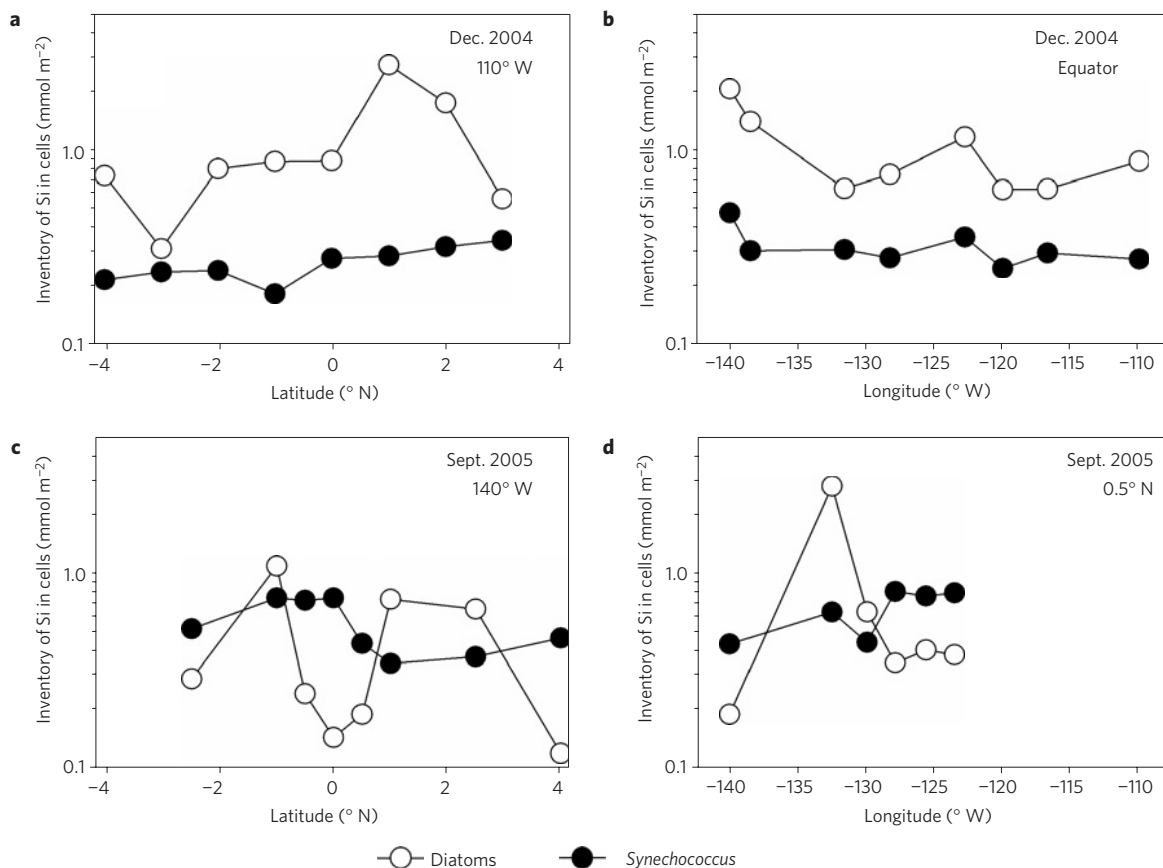 a
Dec. 2004
110° W
Inventory of Si in cells (mmol m⁻²)
1.0
0.1
−4 −2 0 2 4
Latitude (° N)
b
Dec. 2004
Equator
Inventory of Si in cells (mmol m⁻²)
1.0
0.1
−140 −135 −130 −125 −120 −115 −110
Longitude (° W)
c
Sept. 2005
140° W
Inventory of Si in cells (mmol m⁻²)
1.0
0.1
−4 −2 0 2 4
Latitude (° N)
d
Sept. 2005
0.5° N
Inventory of Si in cells (mmol m⁻²)
1.0
0.1
−140 −135 −130 −125 −120 −115 −110
Longitude (° W)
Diatoms Synechococcus